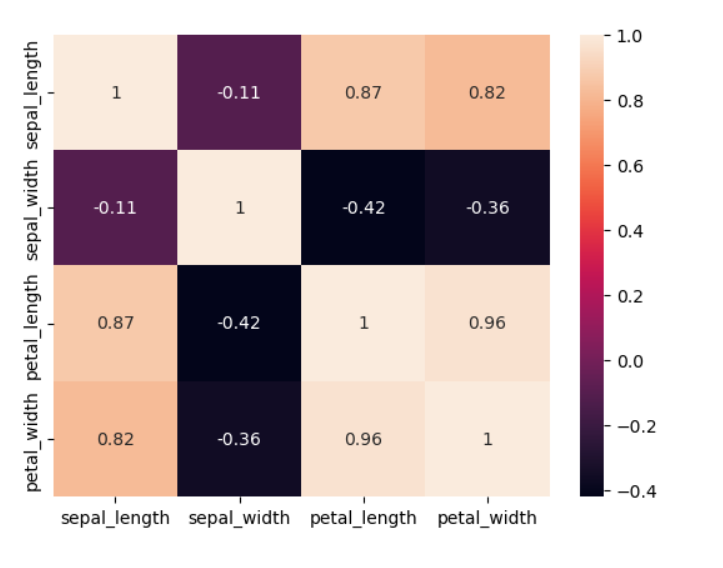 sepal_length 1 -0.11 0.87 0.82
sepal_width -0.11 1 -0.42 -0.36
petal_length 0.87 -0.42 1 0.96
petal_width 0.82 -0.36 0.96 1
sepal_length sepal_width petal_length petal_width
1.0
0.8
0.6
0.4
0.2
0.0
−0.2
−0.4